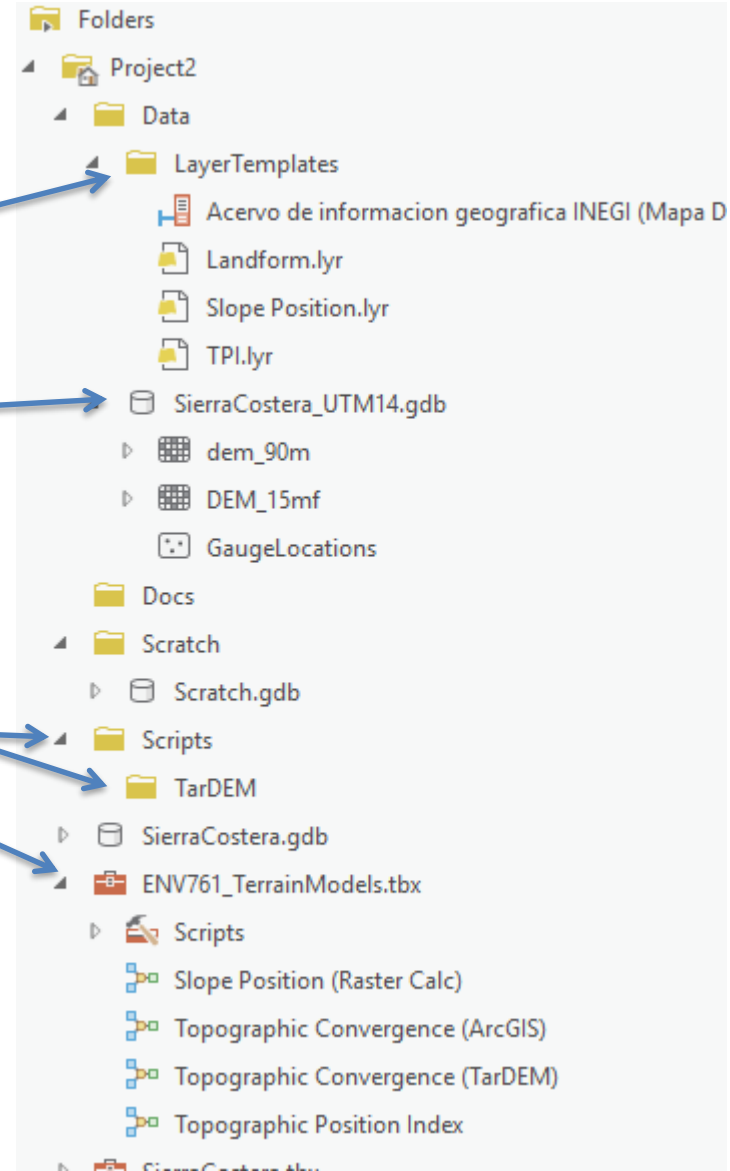 Folders
Project2
Data
LayerTemplates
Acervo de informacion geografica INEGI (Mapa D
Landform.lyr
Slope Position.lyr
TPI.lyr
SierraCostera_UTM14.gdb
dem_90m
DEM_15mf
GaugeLocations
Docs
Scratch
Scratch.gdb
Scripts
TarDEM
SierraCostera.gdb
ENV761_TerrainModels.tbx
Scripts
Slope Position (Raster Calc)
Topographic Convergence (ArcGIS)
Topographic Convergence (TarDEM)
Topographic Position Index
SierraCostera.tbx